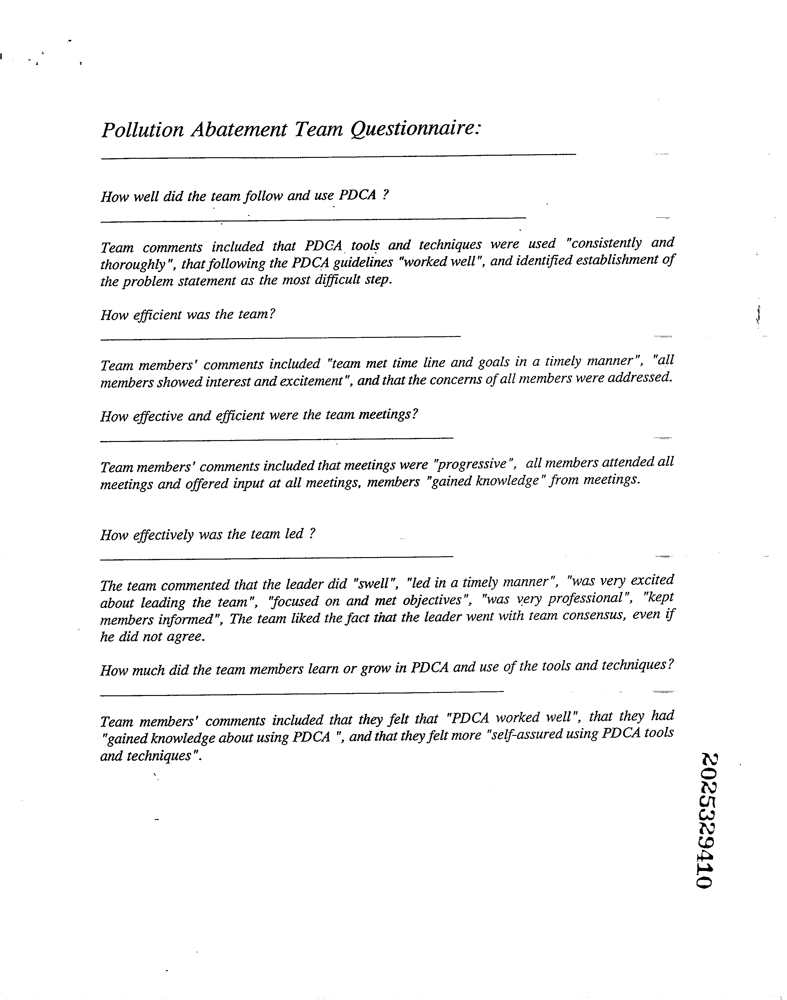 Pollution Abatement Team Questionnaire:
How well did the team follow and use PDCA ?
Team comments included that PDCA tools and techniques were used "consistently and
thoroughly", that following the PDCA guidelines "worked well", and identified establishment of
the problem statement as the most difficult step.
How efficient was the team?
Team members' comments included "team met time line and goals in a timely manner", "all
members showed interest and excitement", and that the concerns of all members were addressed.
How effective and efficient were the team meetings?
Team members' comments included that meetings were "progressive", all members attended all
meetings and offered input at all meetings, members "gained knowledge" from meetings.
How effectively was the team led ?
The team commented that the leader did "swell", "led in a timely manner", "was very excited
about leading the team", "focused on and met objectives", "was very professional", "kept
members informed", The team liked the fact that the leader went with team consensus, even if
he did not agree.
How much did the team members learn or grow in PDCA and use of the tools and techniques?
Team members' comments included that they felt that "PDCA worked well", that they had
"gained knowledge about using PDCA ", and that they felt more "self-assured using PDCA tools
and techniques".
2025329410